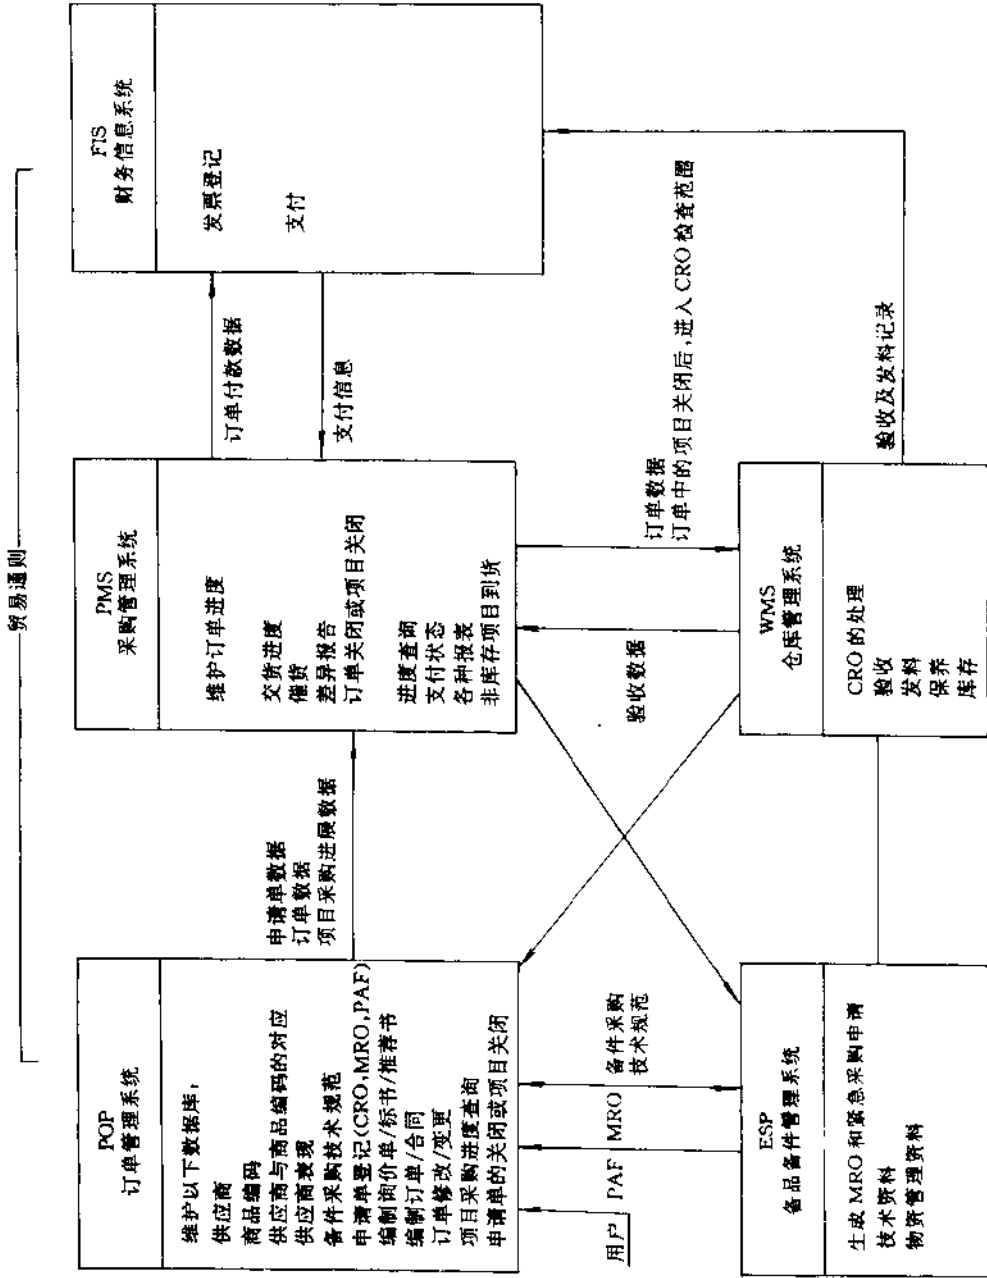 贸易通则
POP
订单管理系统
维护以下数据库:
供应商
商品编码
供应商与商品编码的对应
供应商表现
备件采购技术规范
申请单登记(CRO,MRO,PAF)
编制询价单/标书/推荐书
编制订单/合同
订单修改/变更
项目采购进度查询
申请单的关闭或项目关闭
申请单数据
订单数据
项目采购进展数据
PMS
采购管理系统
维护订单进度
交货进度
催货
差异报告
订单关闭或项目关闭
进度查询
支付状态
各种报表
非库存项目到货
订单付款数据
支付信息
FIS
财务信息系统
发票登记
支付
用户
PAF
MRO
备件采购
技术规范
验收数据
订单数据
订单中的项目关闭后,进入CRO检查范围
ESP
备品备件管理系统
生成MRO和紧急采购申请
技术资料
物资管理资料
WMS
仓库管理系统
CRO的处理
验收
发料
保养
库存
验收及发料记录